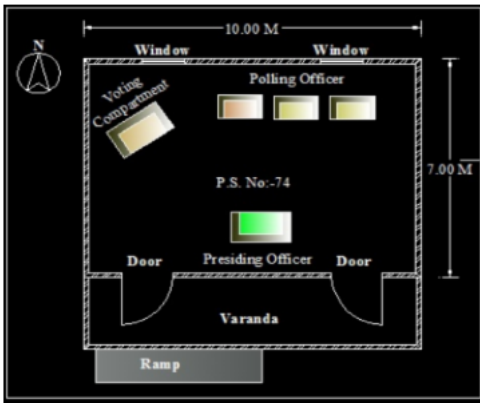 10.00 M
N
Window
Window
Voting
Compartment
Polling Officer
7.00 M
P.S. No:-74
Presiding Officer
Door
Door
Varanda
Ramp